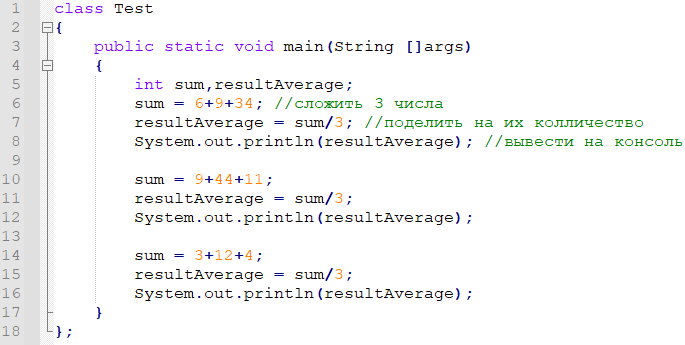 1 class Test
2 {
3 public static void main(String []args)
4 {
5 int sum,resultAverage;
6 sum = 6+9+34; //сложить 3 числа
7 resultAverage = sum/3; //поделить на их колличество
8 System.out.println(resultAverage); //вывести на консоль
9
10 sum = 9+44+11;
11 resultAverage = sum/3;
12 System.out.println(resultAverage);
13
14 sum = 3+12+4;
15 resultAverage = sum/3;
16 System.out.println(resultAverage);
17 }
18 };